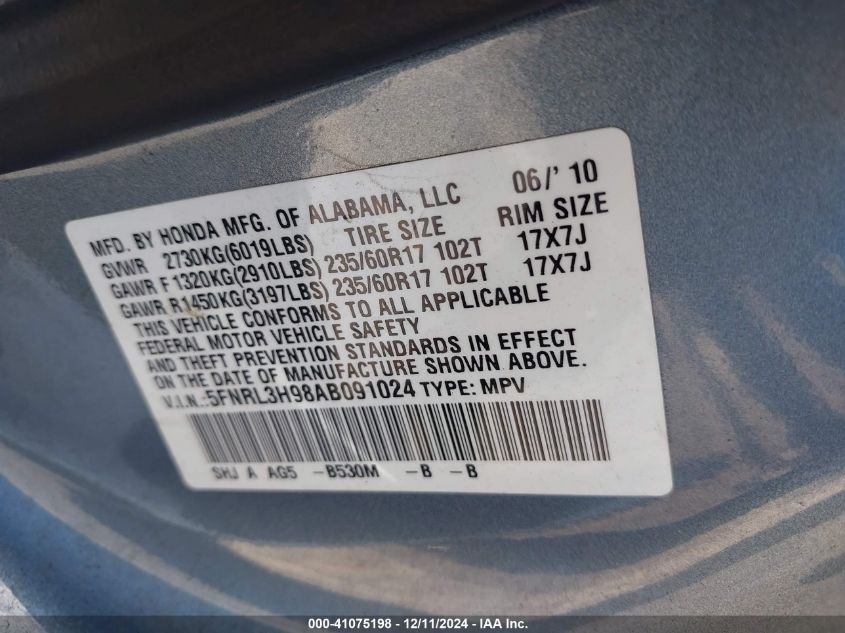 MFD. BY HONDA MFG. OF ALABAMA, LLC 06/' 10
GVWR 2730KG(6019LBS) TIRE SIZE RIM SIZE
GAWR F1320KG(2910LBS) 235/60R17 102T 17X7J
GAWR R1450KG(3197LBS) 235/60R17 102T 17X7J
THIS VEHICLE CONFORMS TO ALL APPLICABLE
FEDERAL MOTOR VEHICLE SAFETY
AND THEFT PREVENTION STANDARDS IN EFFECT
ON THE DATE OF MANUFACTURE SHOWN ABOVE.
V.I.N.:5FNRL3H98AB091024 TYPE: MPV
SHJ A AG5 -B530M -B -B
000-41075198 - 12/11/2024 - IAA Inc.